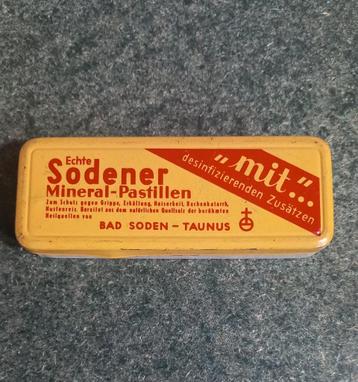 Echte
Sodener
Mineral-Pastillen
Zum Schutz gegen Grippe, Erkältung, Heiserkeit, Rachenkatarrh,
Hustenreiz. Bereitet aus dem natürlichen Quellsalz der berühmten
Heilquellen von
BAD SODEN – TAUNUS
"mit"...
desinfizierenden Zusätzen